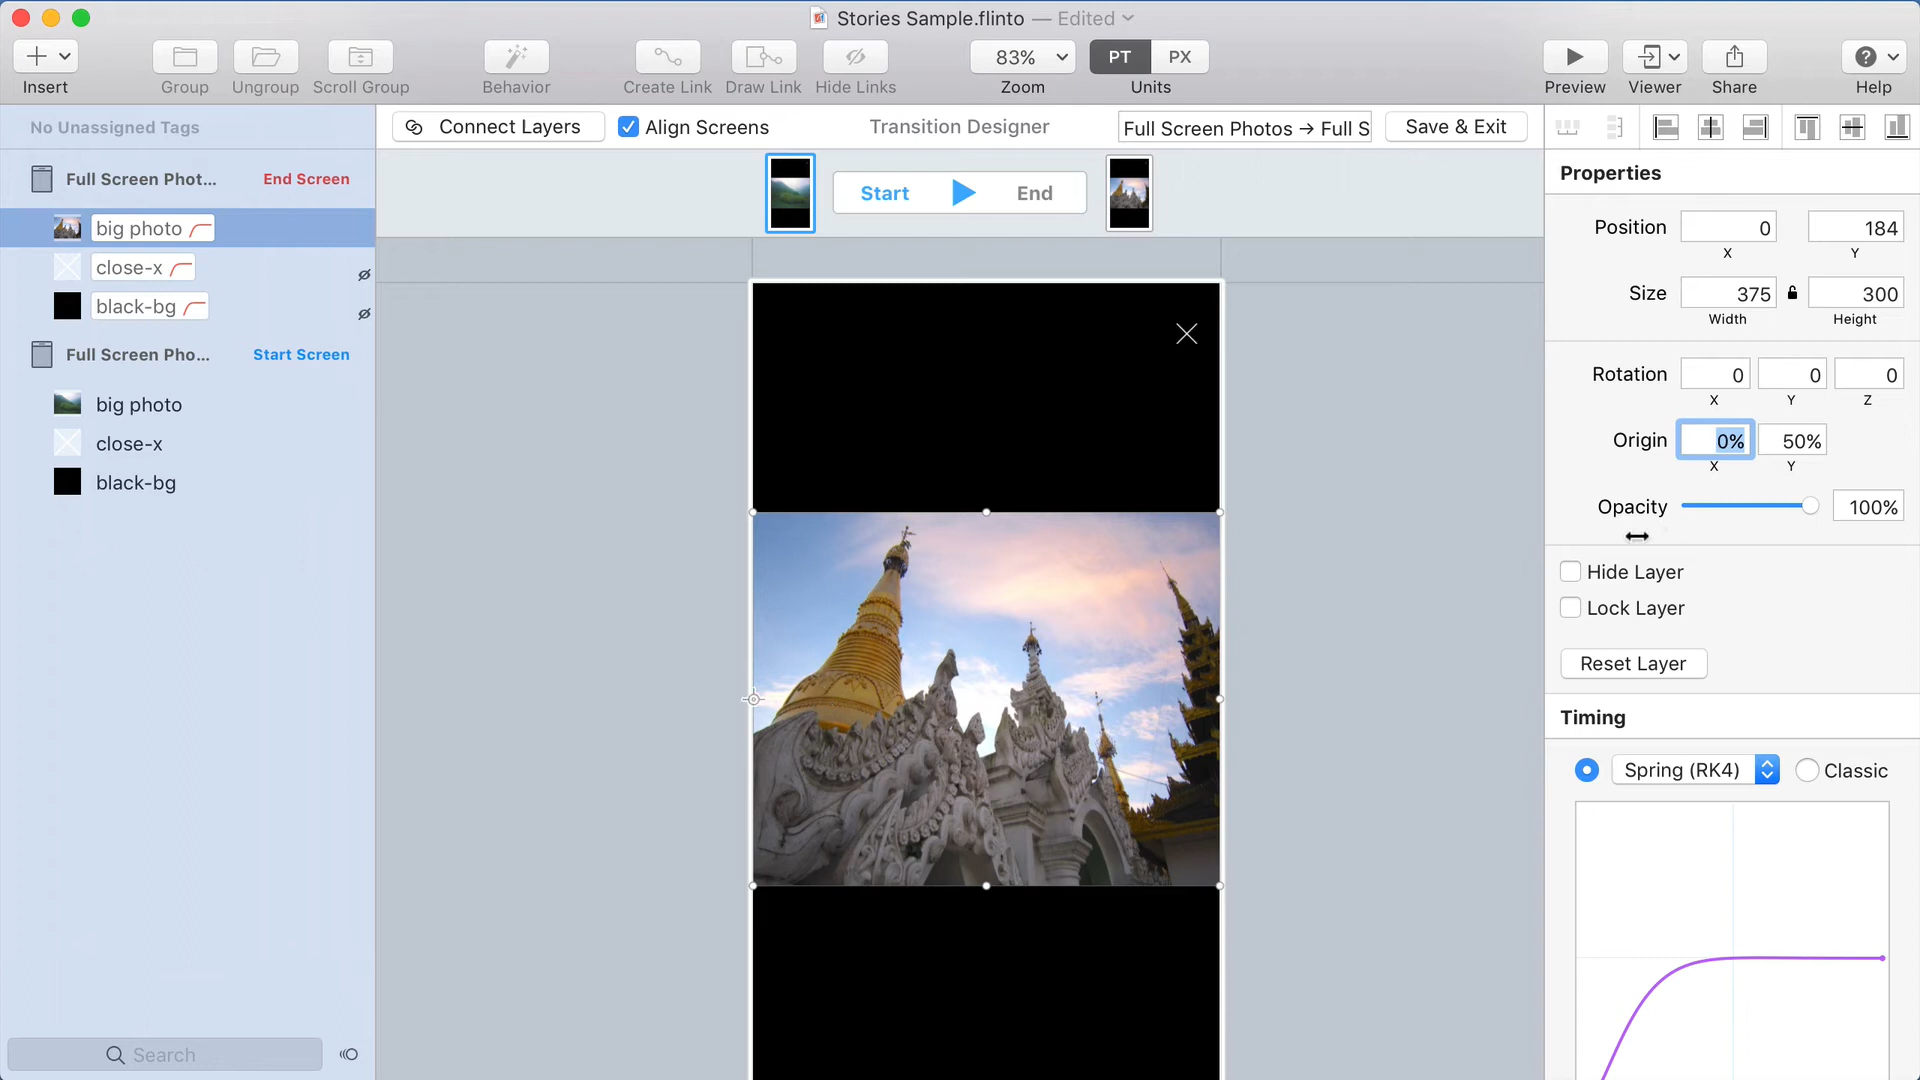 Stories Sample.flinto — Edited
Insert
Group
Ungroup
Scroll Group
Behavior
Create Link
Draw Link
Hide Links
83%
Zoom
PT
PX
Units
Preview
Viewer
Share
Help
No Unassigned Tags
Connect Layers
Align Screens
Transition Designer
Full Screen Photos → Full S
Save & Exit
Full Screen Phot...
End Screen
big photo
close-x
black-bg
Full Screen Pho...
Start Screen
big photo
close-x
black-bg
Search
Start
End
Properties
Position
0
184
X
Y
Size
375
300
Width
Height
Rotation
0
0
0
X
Y
Z
Origin
0%
50%
X
Y
Opacity
100%
Hide Layer
Lock Layer
Reset Layer
Timing
Spring (RK4)
Classic